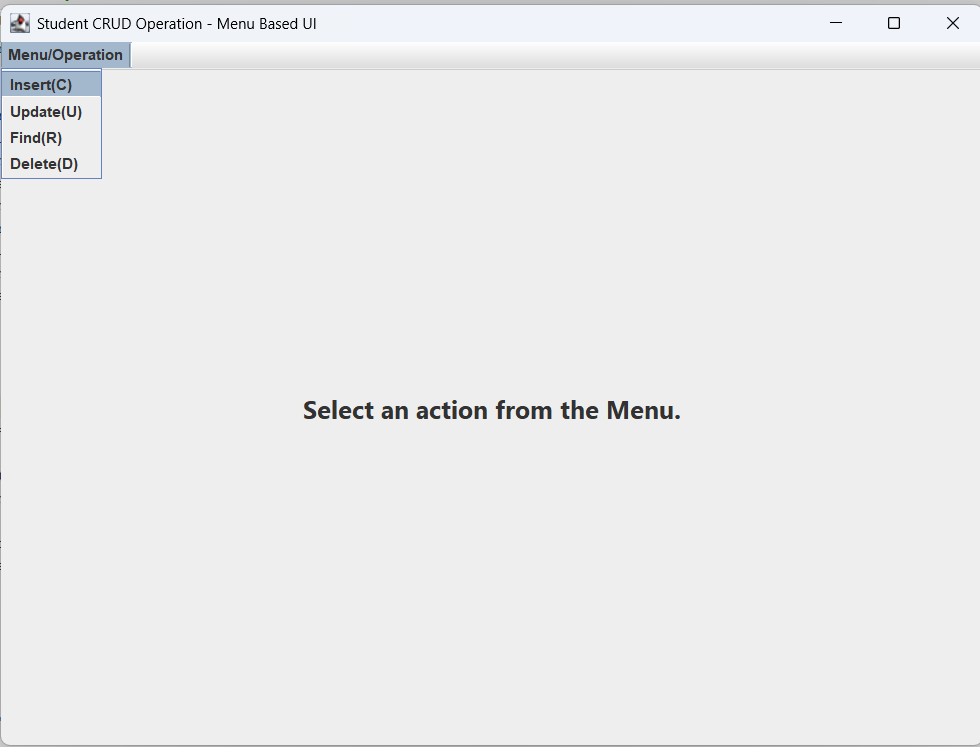 Student CRUD Operation - Menu Based UI
Menu/Operation
Insert(C)
Update(U)
Find(R)
Delete(D)
Select an action from the Menu.